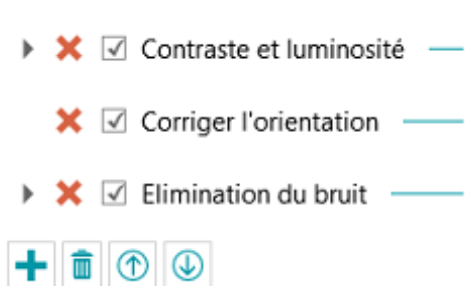 Contraste et luminosité
Corriger l'orientation
Elimination du bruit